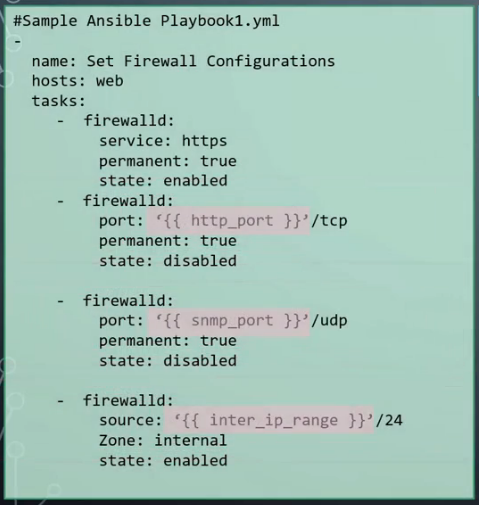 #Sample Ansible Playbook1.yml
-
name: Set Firewall Configurations
hosts: web
tasks:
- firewalld:
service: https
permanent: true
state: enabled
- firewalld:
port: ‘{{ http_port }}’/tcp
permanent: true
state: disabled
- firewalld:
port: ‘{{ snmp_port }}’/udp
permanent: true
state: disabled
- firewalld:
source: ‘{{ inter_ip_range }}’/24
Zone: internal
state: enabled